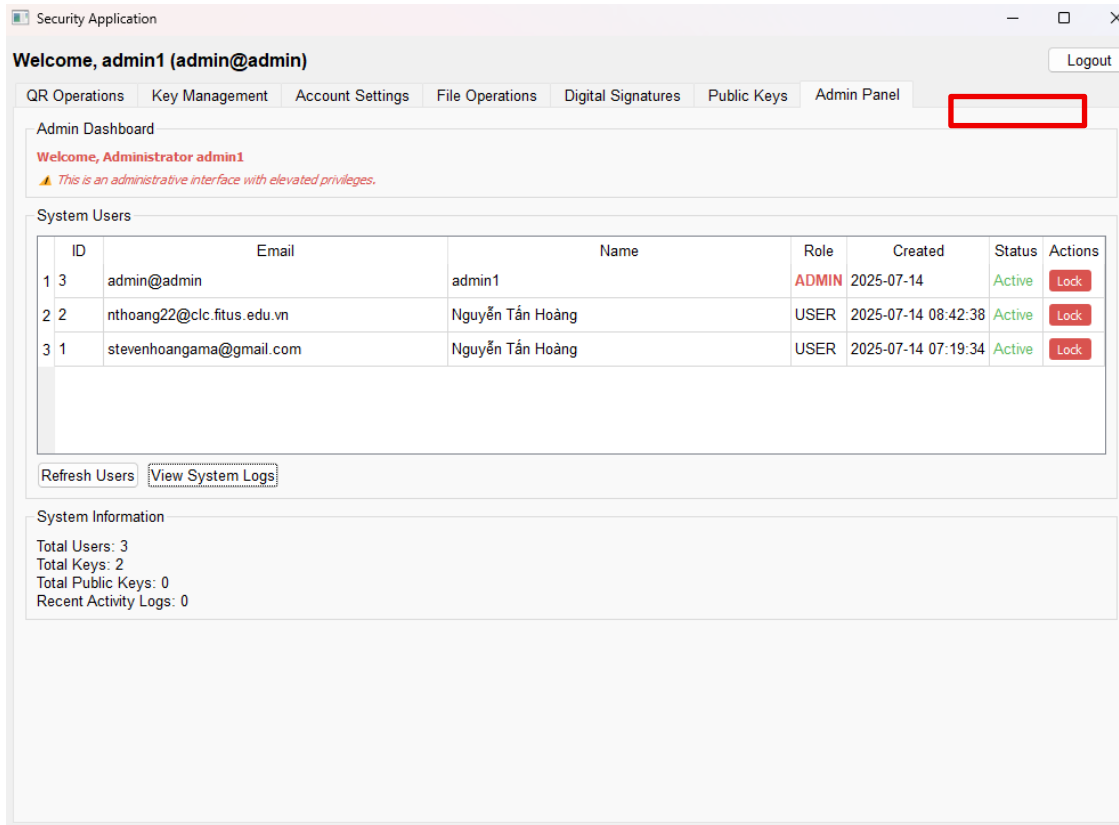 Security Application
Welcome, admin1 (admin@admin)
Logout
QR Operations Key Management Account Settings File Operations Digital Signatures Public Keys Admin Panel
Admin Dashboard
Welcome, Administrator admin1
This is an administrative interface with elevated privileges.
System Users
ID Email Name Role Created Status Actions
1 3 admin@admin admin1 ADMIN 2025-07-14 Active Lock
2 2 nthoang22@clc.fitus.edu.vn Nguyễn Tấn Hoàng USER 2025-07-14 08:42:38 Active Lock
3 1 stevenhoangama@gmail.com Nguyễn Tấn Hoàng USER 2025-07-14 07:19:34 Active Lock
Refresh Users View System Logs
System Information
Total Users: 3
Total Keys: 2
Total Public Keys: 0
Recent Activity Logs: 0